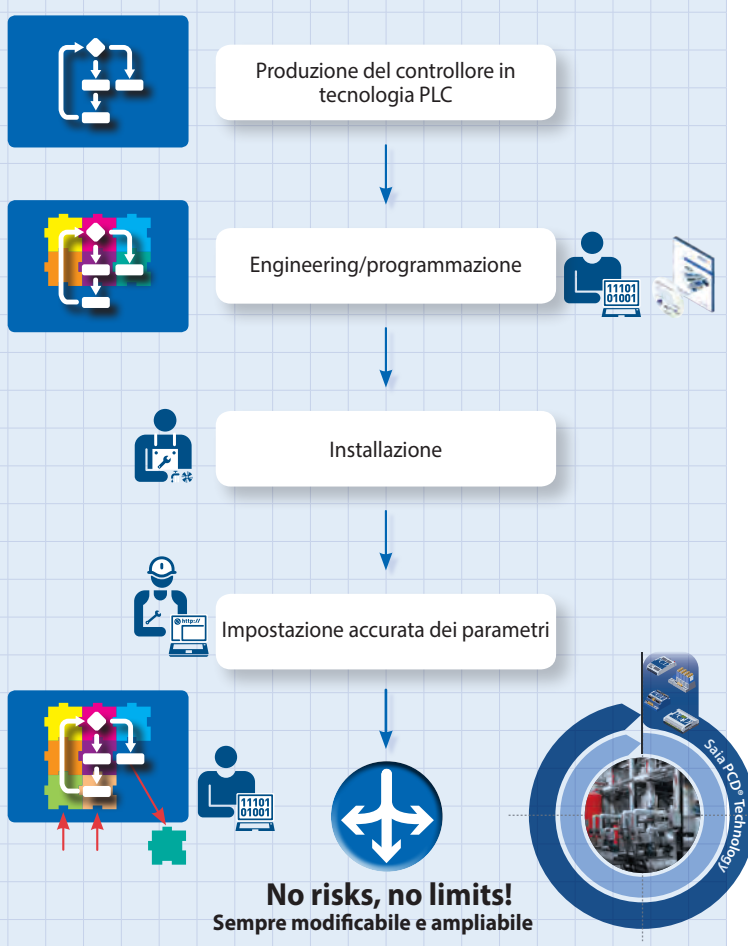 Produzione del controllore in
tecnologia PLC
Engineering/programmazione
11101
01001
Installazione
http://
Impostazione accurata dei parametri
Saia PCD® Technology
11101
01001
No risks, no limits!
Sempre modificabile e ampliabile